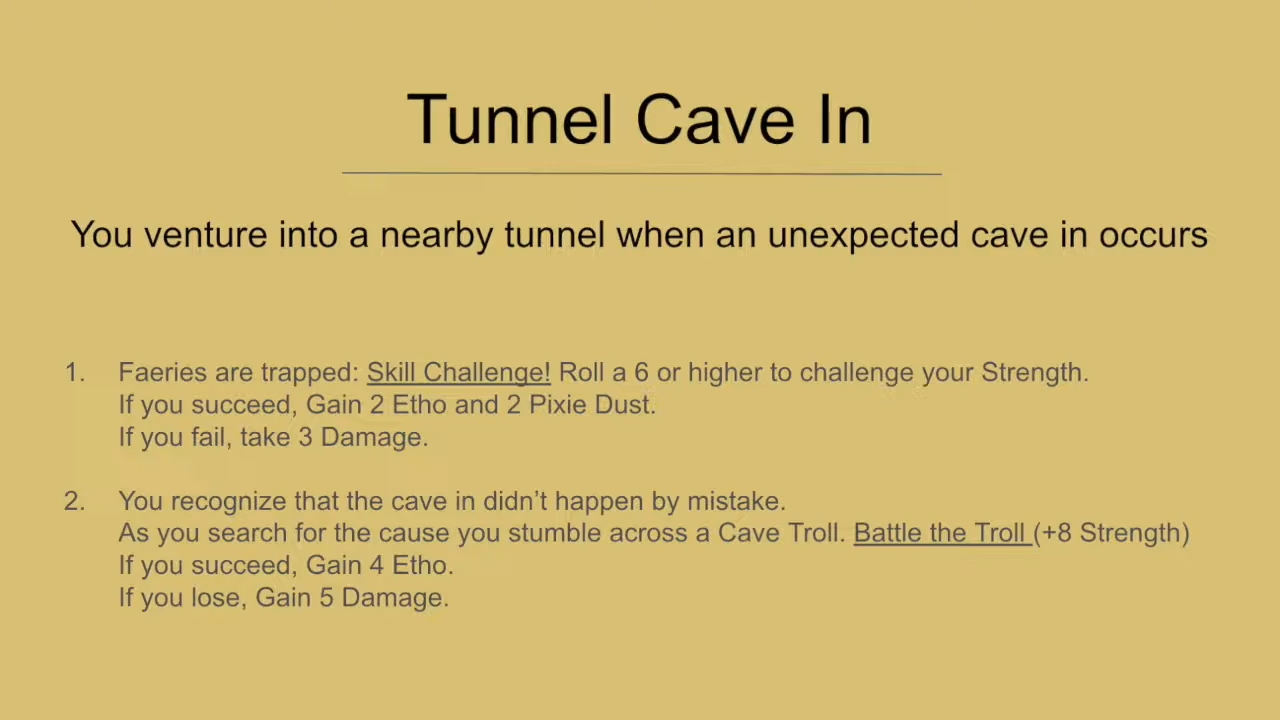 Tunnel Cave In
You venture into a nearby tunnel when an unexpected cave in occurs
1. Faeries are trapped: Skill Challenge! Roll a 6 or higher to challenge your Strength.
If you succeed, Gain 2 Etho and 2 Pixie Dust.
If you fail, take 3 Damage.
2. You recognize that the cave in didn’t happen by mistake.
As you search for the cause you stumble across a Cave Troll. Battle the Troll (+8 Strength)
If you succeed, Gain 4 Etho.
If you lose, Gain 5 Damage.